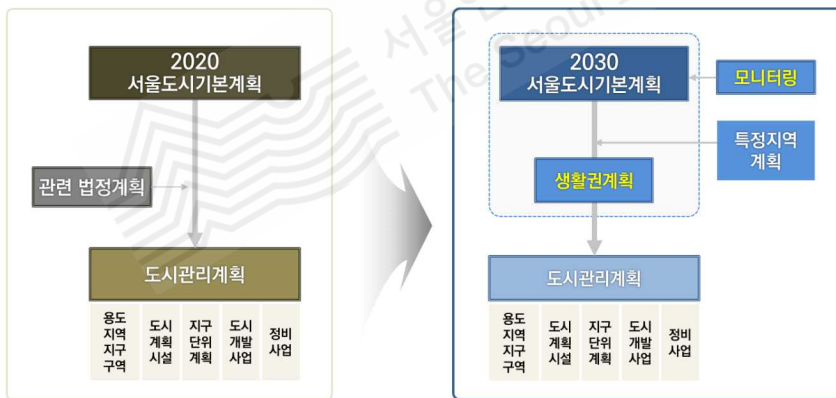 2020
서울도시기본계획
관련 법정계획
도시관리계획
용도
지역
지구
구역
도시
계획
시설
지구
단위
계획
도시
개발
사업
정비
사업
2030
서울도시기본계획
모니터링
특정지역
계획
생활권계획
도시관리계획
용도
지역
지구
구역
도시
계획
시설
지구
단위
계획
도시
개발
사업
정비
사업
서울연
The Seoul